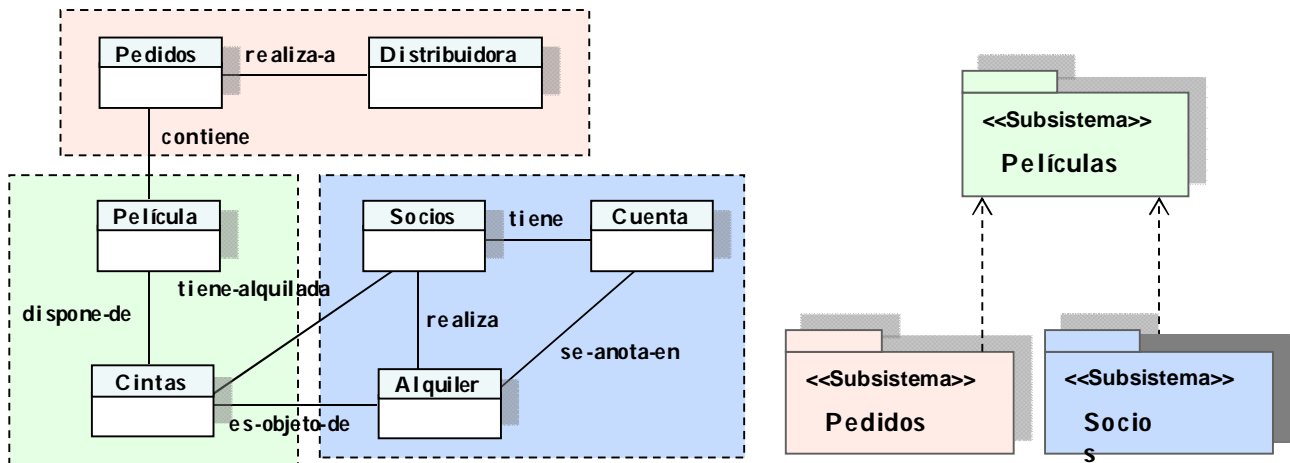 Pedidos
realiza-a
Distribuidora
contiene
Película
Socios
tiene
Cuenta
tiene-alquilada
dispone-de
realiza
se-anota-en
Cintas
Alquiler
es-objeto-de
<<Subsistema>>
Películas
<<Subsistema>>
Pedidos
<<Subsistema>>
Socio
s